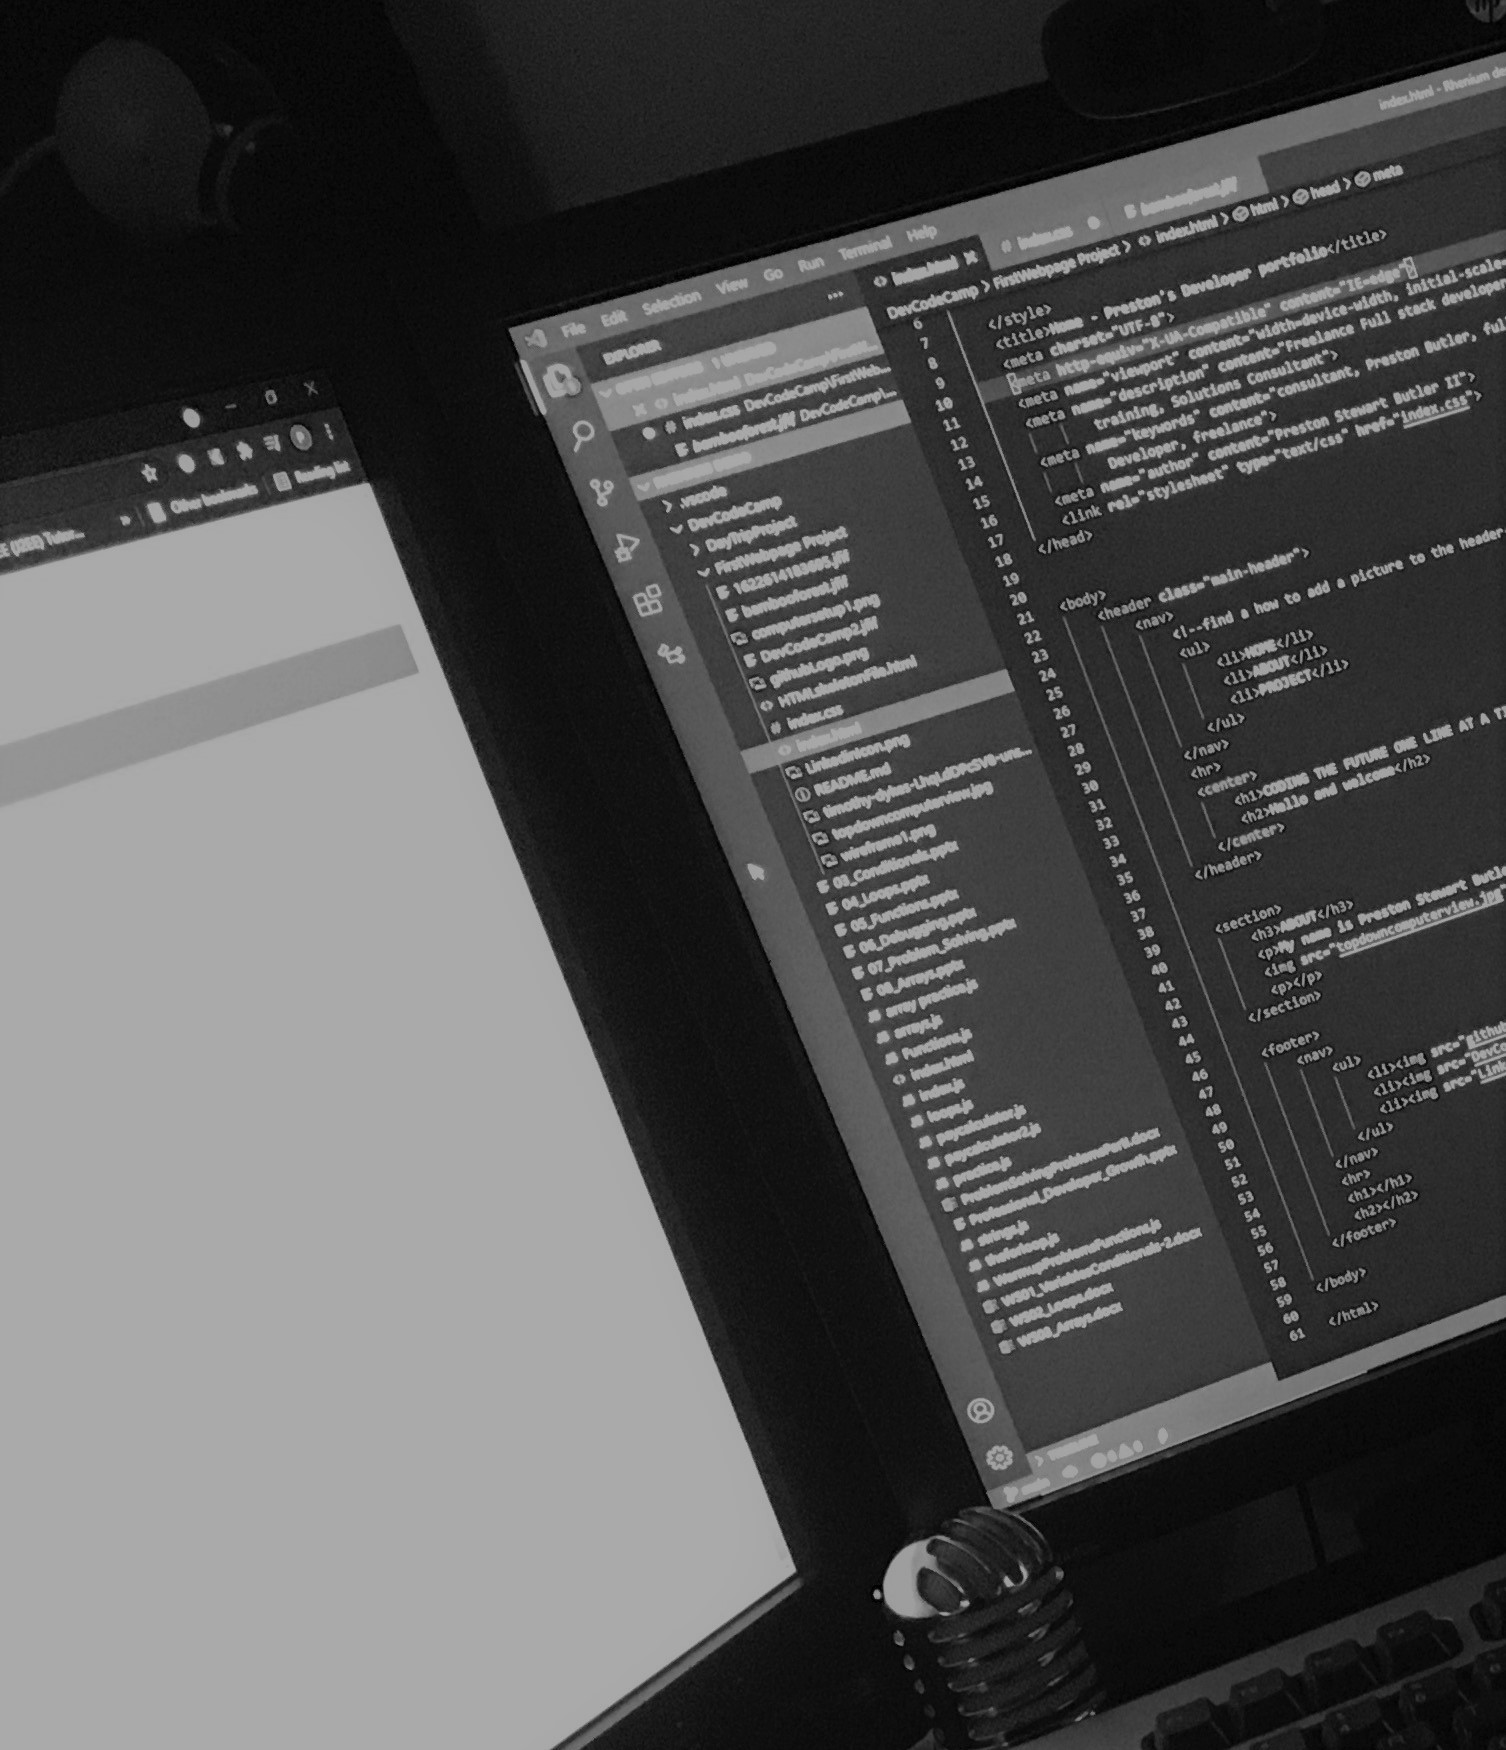 E (IDEE) Tutor...
Other bookmarks
Reading list
index.html - Rhenium de
File Edit Selection View Go Run Terminal Help
EXPLORER
index.html DevCodeCamp\
index.css DevCodeCamp\FirstWeb...
bambooforest.jfif DevCodeCamp\...
.vscode
DevCodeCamp
DayTripProject
FirstWebpage Project
1622614183695.jfif
bambooforest.jfif
computersetup1.png
DevCodeCamp2.jfif
githubLogo.png
HTMLskeletonFile.html
index.css
index.html
LinkedinIcon.png
README.md
timothy-dykes-LhqLdDPcSV8-uns...
topdowncomputerview.jpg
wireframe1.png
03_Conditionals.pptx
04_Loops.pptx
05_Functions.pptx
06_Debugging.pptx
07_Problem_Solving.pptx
08_Arrays.pptx
array practice.js
arrays.js
Functions.js
index.html
index.js
loops.js
paycalculator.js
paycalculator2.js
practice.js
ProblemSolvingProblemsPartII.docx
Professional_Developer_Growth.pptx
strings.js
theforloop.js
WarmupProblemsFunctions.js
WS01_VariablesConditionals-2.docx
WS02_Loops.docx
WS03_Arrays.docx
main
index.html
index.css
bambooforest.jfif
DevCodeCamp > FirstWebpage Project > index.html > html > head > meta
6 </style>
7 <title>Home - Preston's Developer portfolio</title>
8 <meta charset="UTF-8">
9 <meta http-equiv="X-UA-Compatible" content="IE=edge">
10 <meta name="viewport" content="width=device-width, initial-scale=
11 <meta name="description" content="Freelance Full stack developer
training, Solutions Consultant">
12 <meta name="keywords" content="consultant, Preston Butler, ful
Developer, freelance">
13 <meta name="author" content="Preston Stewart Butler II">
14 <link rel="stylesheet" type="text/css" href="index.css">
15 </head>
16
17
18 <body>
19 <header class="main-header">
20 <nav>
21 <!--find a how to add a picture to the header
22 <ul>
23 <li>HOME</li>
24 <li>ABOUT</li>
25 <li>PROJECT</li>
26 </ul>
27 </nav>
28 <hr>
29 <center>
30 <h1>CODING THE FUTURE ONE LINE AT A TI
31 <h2>Hello and welcome</h2>
32 </center>
33 </header>
34
35
36 <section>
37 <h3>ABOUT</h3>
38 <p>My name is Preston Stewart Butle
39 <img src="topdowncomputerview.jpg"
40 <p></p>
41 </section>
42
43 <footer>
44 <nav>
45 <ul>
46 <li><img src="github
47 <li><img src="DevCo
48 <li><img src="Link
49 </ul>
50 </nav>
51 <hr>
52 <h1></h1>
53 <h2></h2>
54 </footer>
55
56 </body>
57
58 </html>
59
60
61